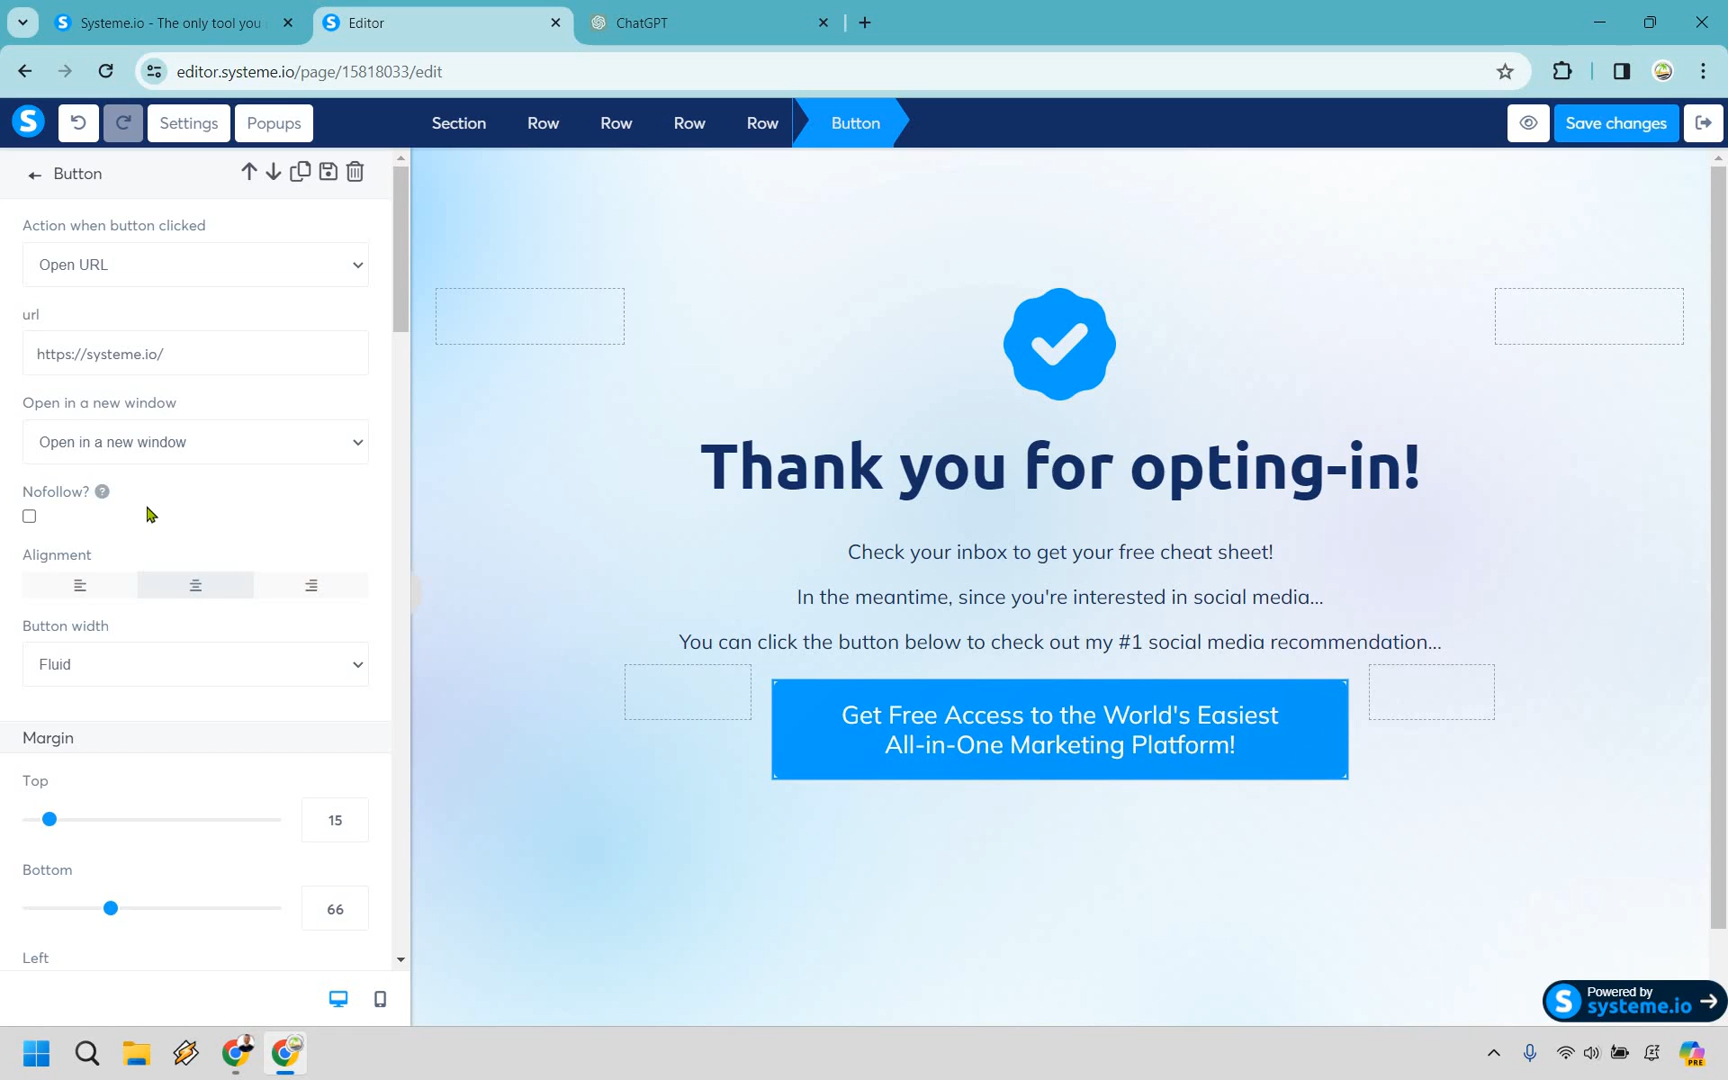 Systeme.io - The only tool you
Editor
ChatGPT
editor.systeme.io/page/15818033/edit
S
Settings
Popups
Section
Row
Row
Row
Row
Button
Save changes
Button
Action when button clicked
Open URL
url
https://systeme.io/
Open in a new window
Open in a new window
Nofollow? ?
Alignment
Button width
Fluid
Margin
Top
15
Bottom
66
Left
Thank you for opting-in!
Check your inbox to get your free cheat sheet!
In the meantime, since you're interested in social media...
You can click the button below to check out my #1 social media recommendation...
Get Free Access to the World's Easiest
All-in-One Marketing Platform!
S Powered by
systeme.io
PRE